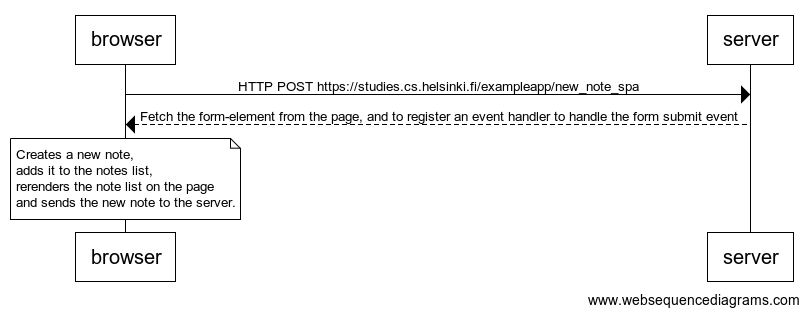 browser
server
HTTP POST https://studies.cs.helsinki.fi/exampleapp/new_note_spa
Fetch the form-element from the page, and to register an event handler to handle the form submit event
Creates a new note,
adds it to the notes list,
rerenders the note list on the page
and sends the new note to the server.
browser
server
www.websequencediagrams.com